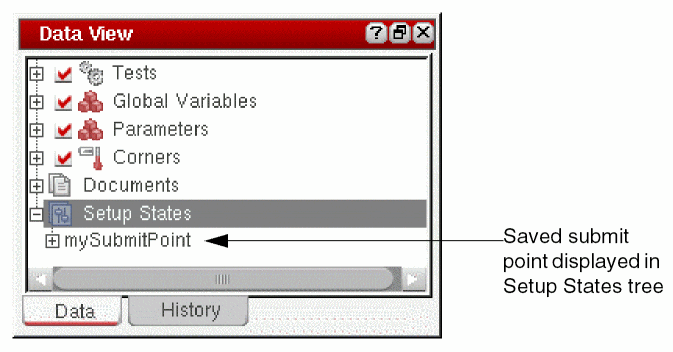 Data View
Tests
Global Variables
Parameters
Corners
Documents
Setup States
mySubmitPoint
Saved submit
point displayed in
Setup States tree
Data
History